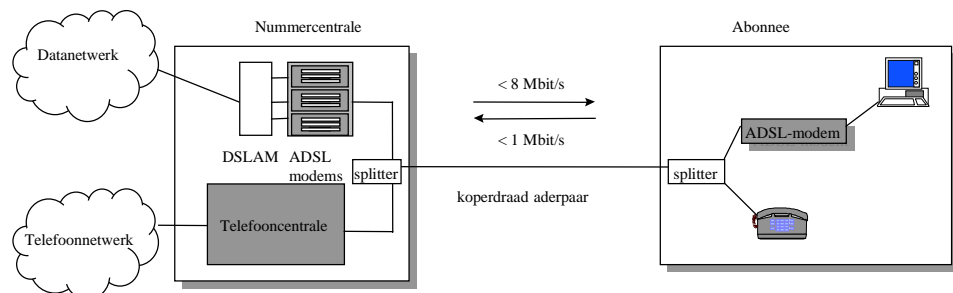 Nummercentrale
Abonnee
Datanetwerk
< 8 Mbit/s
< 1 Mbit/s
ADSL-modem
DSLAM
ADSL
modems
splitter
splitter
koperdraad aderpaar
Telefooncentrale
Telefoonnetwerk